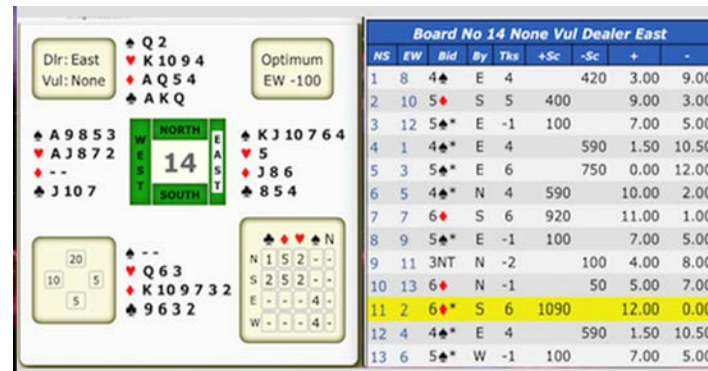 Dlr: East
Vul: None
♠ Q 2
♥ K 10 9 4
♦ A Q 5 4
♣ A K Q
Optimum
EW -100
♠ A 9 8 5 3
♥ A J 8 7 2
♦ - -
♣ J 10 7
NORTH
WEST
14
EAST
SOUTH
♠ K J 10 7 6 4
♥ 5
♦ J 8 6
♣ 8 5 4
20
10 5
5
♠ - -
♥ Q 6 3
♦ K 10 9 7 3 2
♣ 9 6 3 2
♣ ♦ ♥ ♠ N
N 1 5 2 - -
S 2 5 2 - -
E - - - 4 -
W - - - 4 -
Board No 14 None Vul Dealer East
NS EW Bid By Tks +Sc -Sc + -
1 8 4♠ E 4 420 3.00 9.00
2 10 5♦ S 5 400 9.00 3.00
3 12 5♠* E -1 100 7.00 5.00
4 1 4♠* E 4 590 1.50 10.50
5 3 5♠* E 6 750 0.00 12.00
6 5 4♠* N 4 590 10.00 2.00
7 7 6♦ S 6 920 11.00 1.00
8 9 5♠* E -1 100 7.00 5.00
9 11 3NT N -2 100 4.00 8.00
10 13 6♦ N -1 50 5.00 7.00
11 2 6♦* S 6 1090 12.00 0.00
12 4 4♠* E 4 590 1.50 10.50
13 6 5♠* W -1 100 7.00 5.00